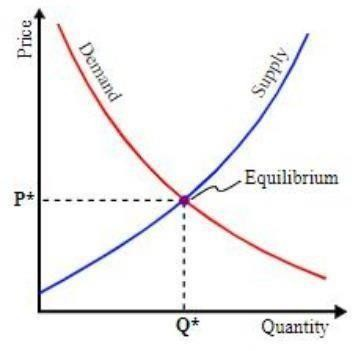 Price
Demand
Supply
Equilibrium
P*
Q*
Quantity